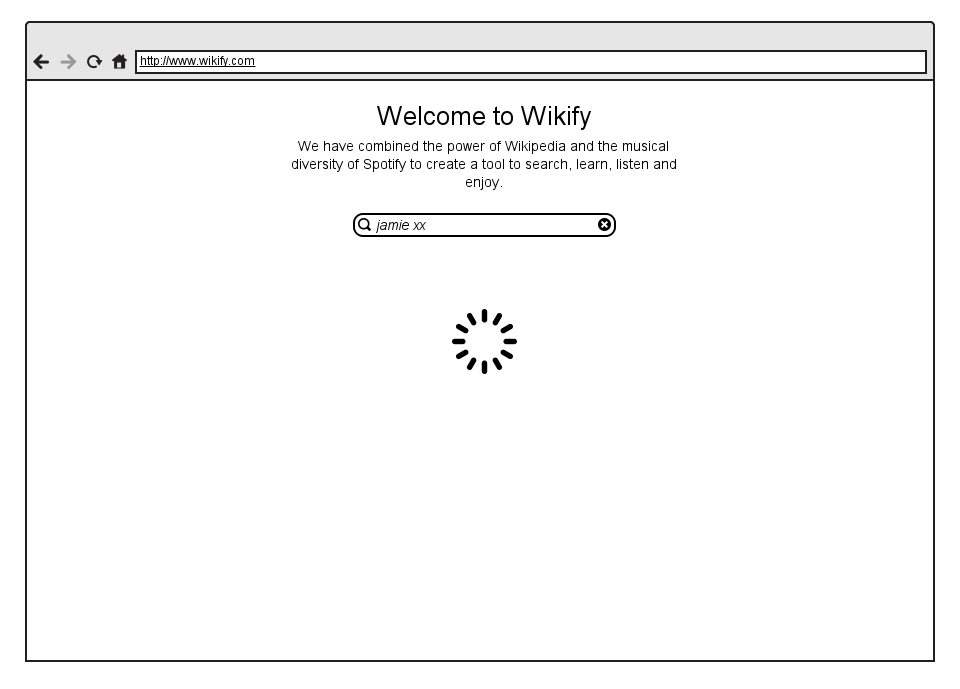 http://www.wikify.com
Welcome to Wikify
We have combined the power of Wikipedia and the musical
diversity of Spotify to create a tool to search, learn, listen and
enjoy.
jamie xx